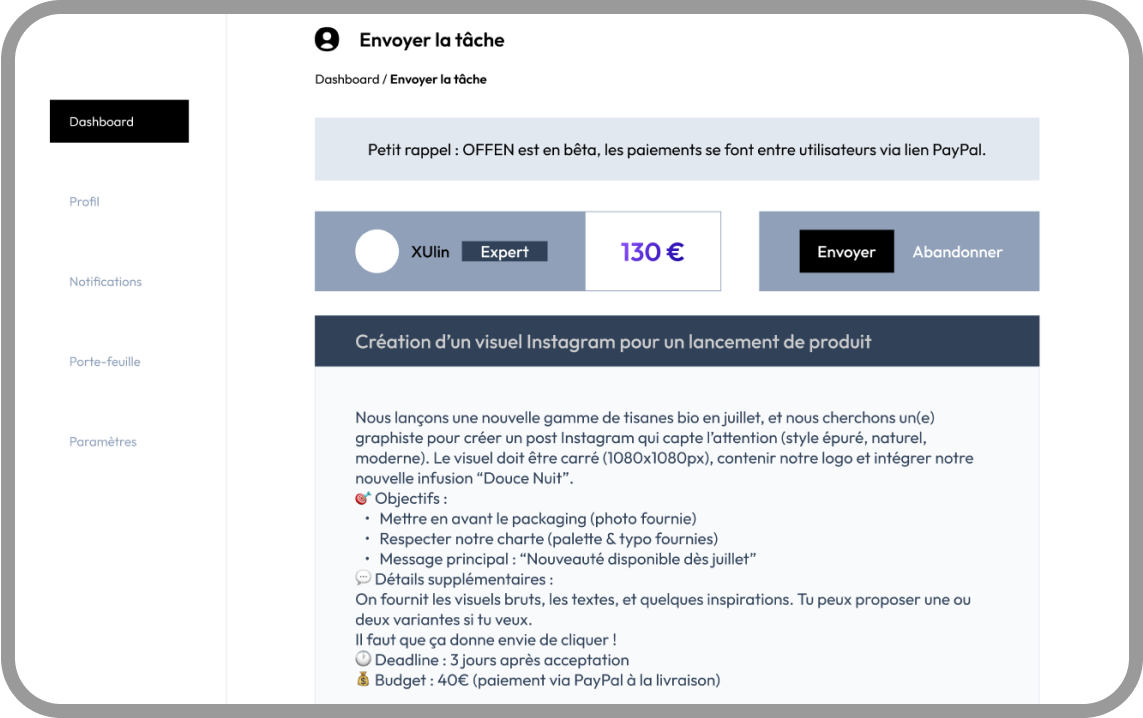 Envoyer la tâche
Dashboard / Envoyer la tâche
Dashboard
Profil
Notifications
Porte-feuille
Paramètres
Petit rappel : OFFEN est en bêta, les paiements se font entre utilisateurs via lien PayPal.
XUlin
Expert
130 €
Envoyer
Abandonner
Création d’un visuel Instagram pour un lancement de produit
Nous lançons une nouvelle gamme de tisanes bio en juillet, et nous cherchons un(e)
graphiste pour créer un post Instagram qui capte l’attention (style épuré, naturel,
moderne). Le visuel doit être carré (1080x1080px), contenir notre logo et intégrer notre
nouvelle infusion “Douce Nuit”.
🎯 Objectifs :
• Mettre en avant le packaging (photo fournie)
• Respecter notre charte (palette & typo fournies)
• Message principal : “Nouveauté disponible dès juillet”
💬 Détails supplémentaires :
On fournit les visuels bruts, les textes, et quelques inspirations. Tu peux proposer une ou
deux variantes si tu veux.
Il faut que ça donne envie de cliquer !
🕐 Deadline : 3 jours après acceptation
💰 Budget : 40€ (paiement via PayPal à la livraison)